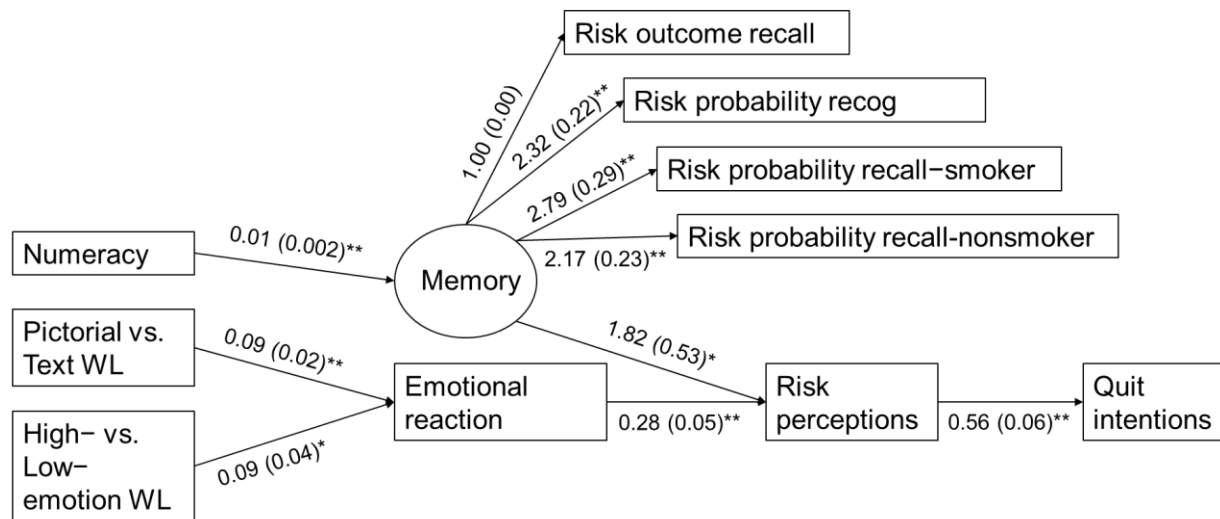 Risk outcome recall
1.00 (0.00)
Risk probability recog
2.32 (0.22)**
Risk probability recall−smoker
2.79 (0.29)**
Risk probability recall-nonsmoker
2.17 (0.23)**
Numeracy
0.01 (0.002)**
Memory
Pictorial vs.
Text WL
0.09 (0.02)**
1.82 (0.53)*
High− vs.
Low−
emotion WL
0.09 (0.04)*
Emotional
reaction
0.28 (0.05)**
Risk
perceptions
0.56 (0.06)**
Quit
intentions